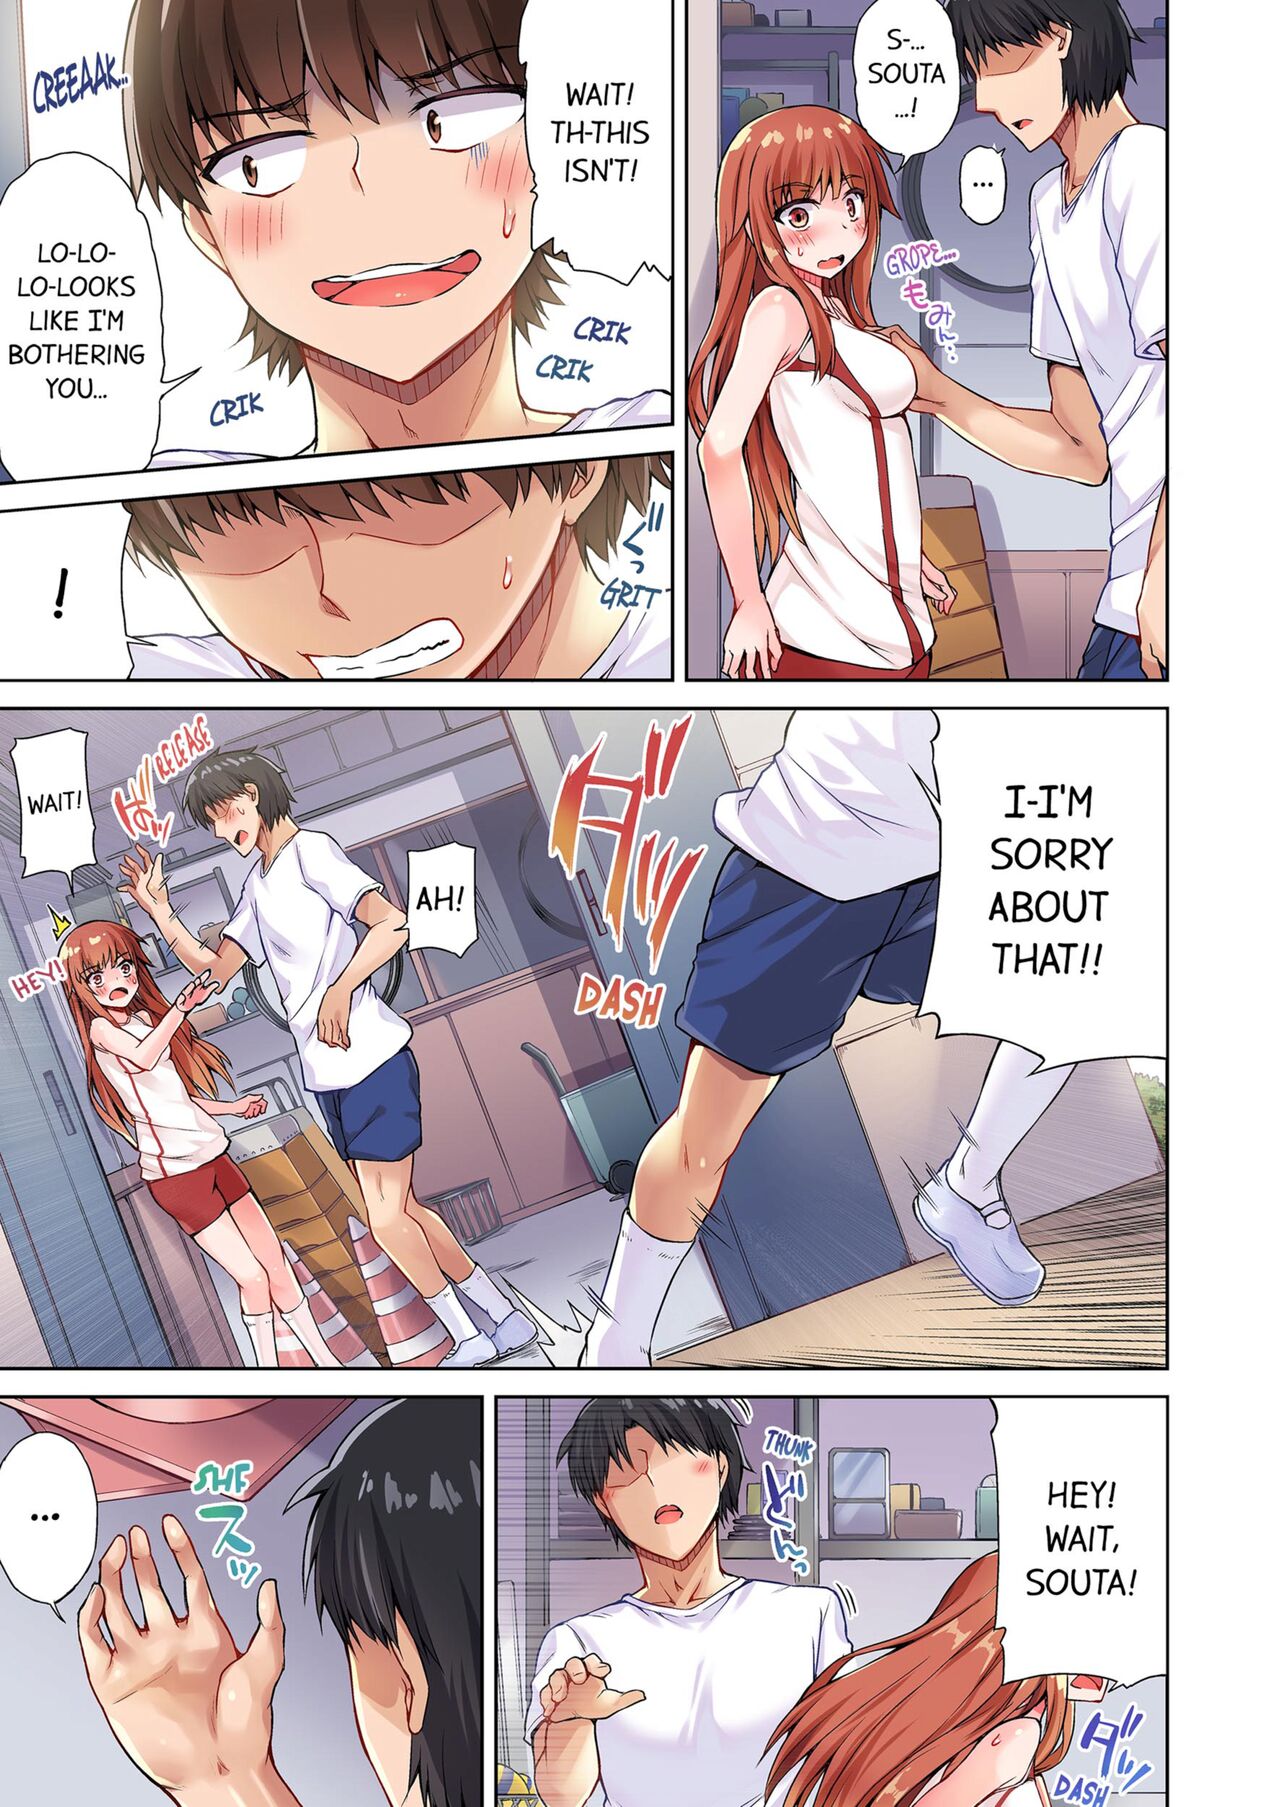 S-...
SOUTA
...!
...
GROPE...
もみん..
WAIT!
TH-THIS
ISN'T!
CREEAAK...
LO-LO-
LO-LOOKS
LIKE I'M
BOTHERING
YOU...
CRIK
CRIK
CRIK
ぐっ
GRIT
!
I-I'M
SORRY
ABOUT
THAT!!
ダッ
DASH
AH!
RELEASE
ばっ
WAIT!
HEY!
HEY!
WAIT,
SOUTA!
THUNK
どんっ
ダッ
DASH
SHF
スッ
...